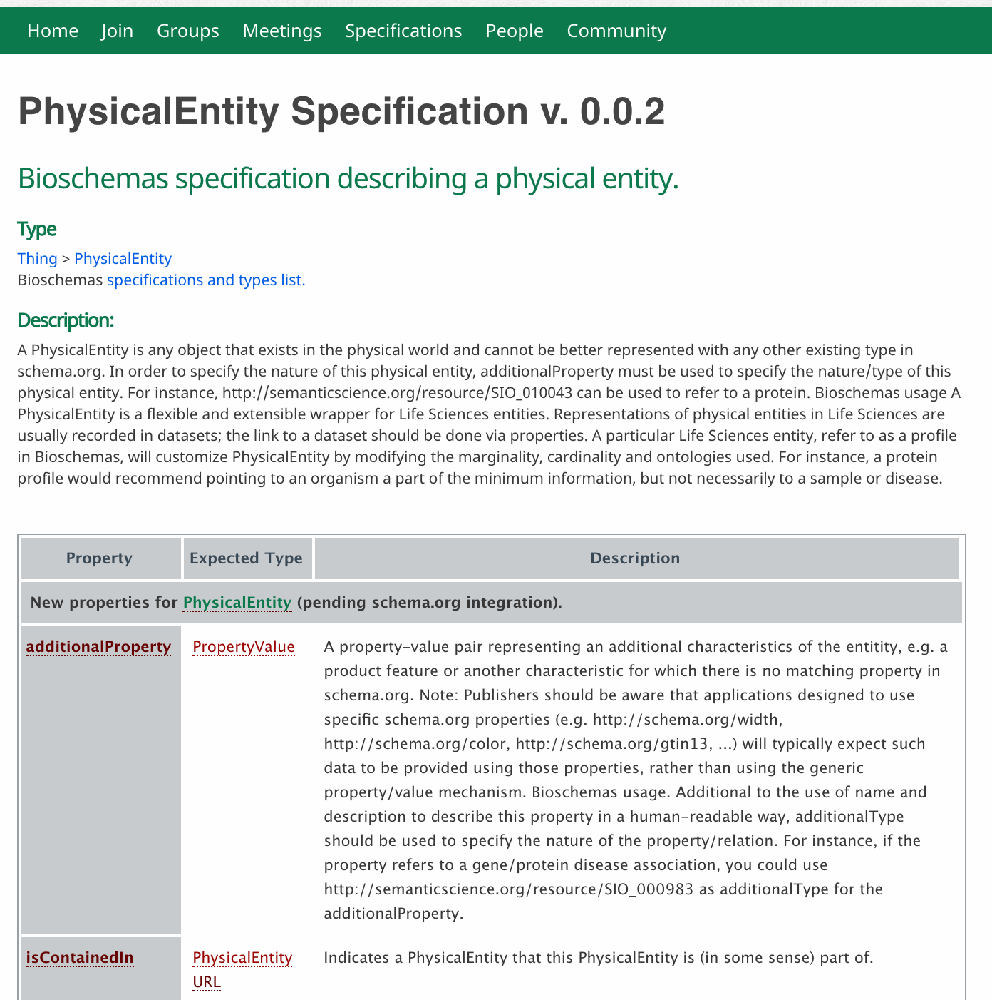 Home Join Groups Meetings Specifications People Community
PhysicalEntity Specification v. 0.0.2
Bioschemas specification describing a physical entity.
Type
Thing > PhysicalEntity
Bioschemas specifications and types list.
Description:
A PhysicalEntity is any object that exists in the physical world and cannot be better represented with any other existing type in
schema.org. In order to specify the nature of this physical entity, additionalProperty must be used to specify the nature/type of this
physical entity. For instance, http://semanticscience.org/resource/SIO_010043 can be used to refer to a protein. Bioschemas usage A
PhysicalEntity is a flexible and extensible wrapper for Life Sciences entities. Representations of physical entities in Life Sciences are
usually recorded in datasets; the link to a dataset should be done via properties. A particular Life Sciences entity, refer to as a profile
in Bioschemas, will customize PhysicalEntity by modifying the marginality, cardinality and ontologies used. For instance, a protein
profile would recommend pointing to an organism a part of the minimum information, but not necessarily to a sample or disease.
Property Expected Type Description
New properties for PhysicalEntity (pending schema.org integration).
additionalProperty PropertyValue A property-value pair representing an additional characteristics of the entitity, e.g. a
product feature or another characteristic for which there is no matching property in
schema.org. Note: Publishers should be aware that applications designed to use
specific schema.org properties (e.g. http://schema.org/width,
http://schema.org/color, http://schema.org/gtin13, ...) will typically expect such
data to be provided using those properties, rather than using the generic
property/value mechanism. Bioschemas usage. Additional to the use of name and
description to describe this property in a human-readable way, additionalType
should be used to specify the nature of the property/relation. For instance, if the
property refers to a gene/protein disease association, you could use
http://semanticscience.org/resource/SIO_000983 as additionalType for the
additionalProperty.
isContainedIn PhysicalEntity Indicates a PhysicalEntity that this PhysicalEntity is (in some sense) part of.
URL